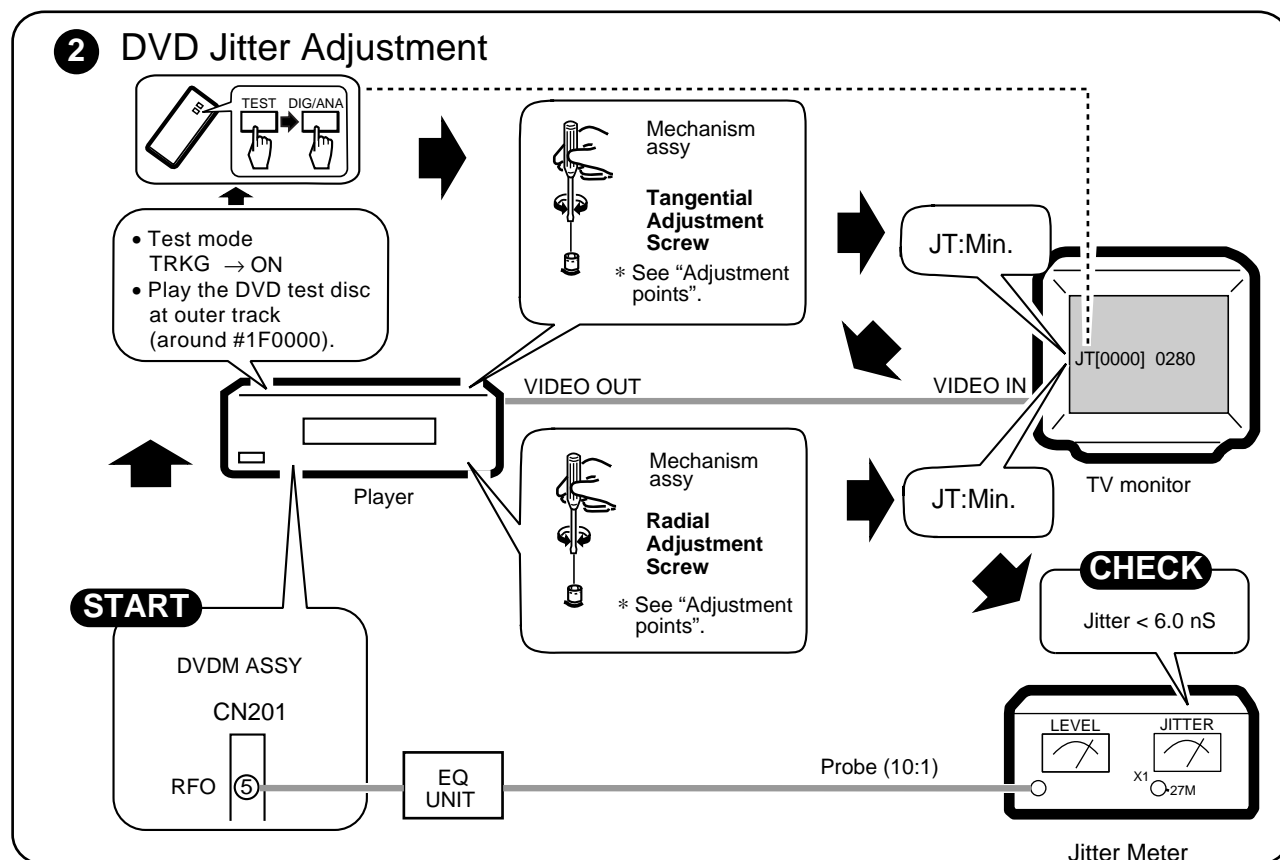 2 DVD Jitter Adjustment
TEST DIG/ANA
• Test mode
TRKG → ON
• Play the DVD test disc
at outer track
(around #1F0000).
Mechanism
assy
Tangential
Adjustment
Screw
* See “Adjustment
points”.
JT:Min.
JT[0000] 0280
VIDEO OUT
VIDEO IN
Player
TV monitor
Mechanism
assy
Radial
Adjustment
Screw
* See “Adjustment
points”.
JT:Min.
CHECK
Jitter < 6.0 nS
START
DVDM ASSY
CN201
RFO ⑤
EQ
UNIT
Probe (10:1)
LEVEL
JITTER
X1
•27M
Jitter Meter